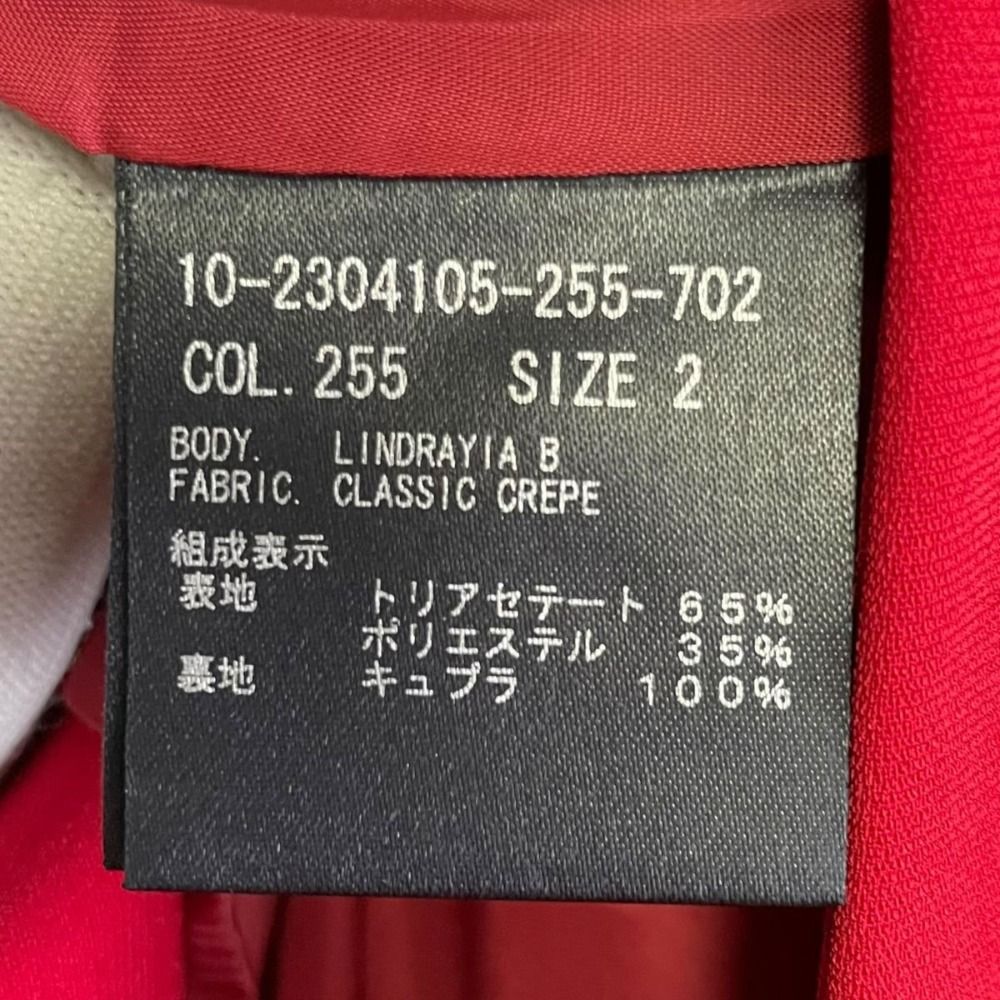 10-2304105-255-702
COL. 255 SIZE 2
BODY. LINDRAYIA B
FABRIC. CLASSIC CREPE
組成表示
表地 トリアセテート 65%
ポリエステル 35%
裏地 キュプラ 100%